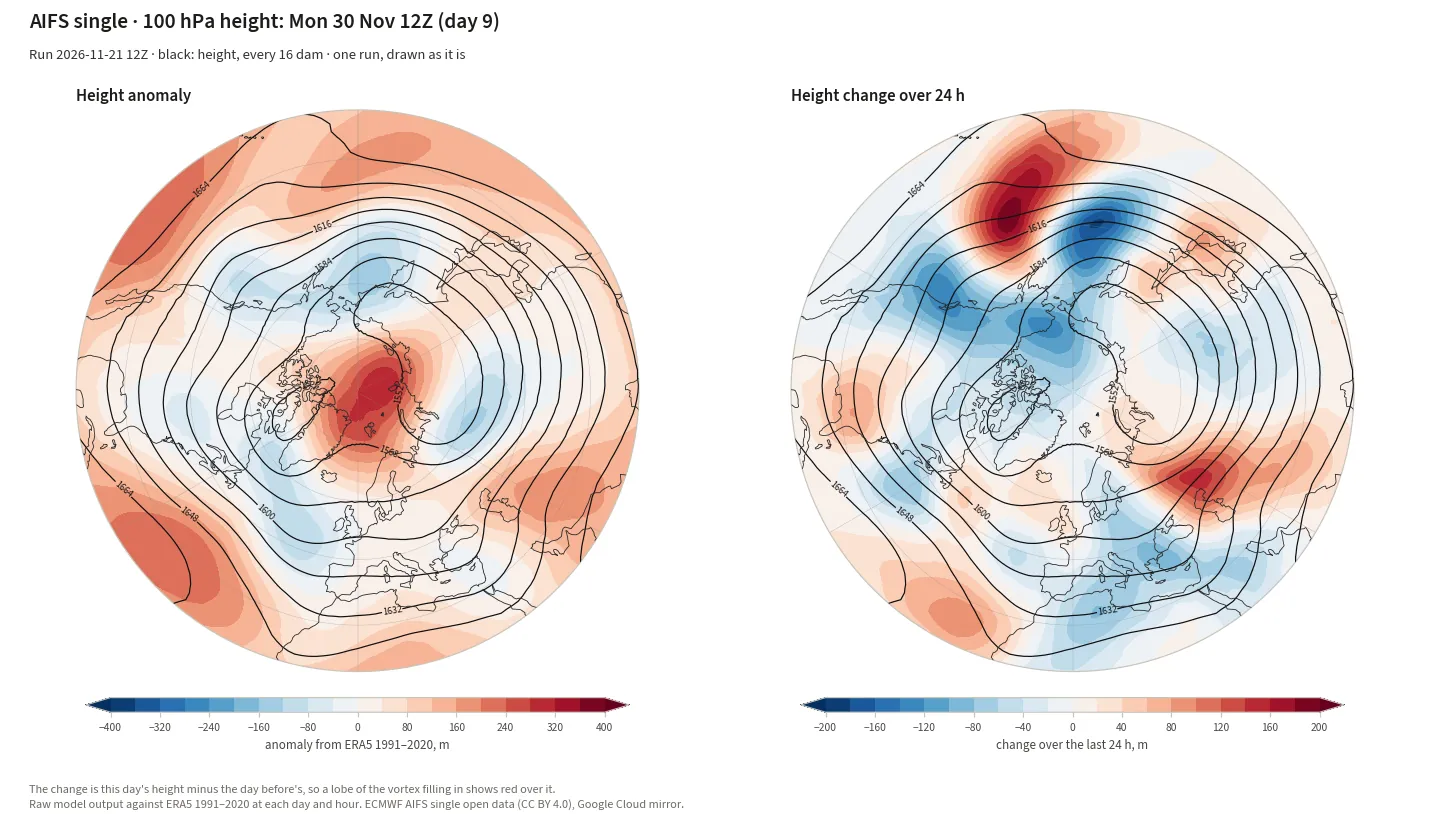 AIFS single · 100 hPa height: Mon 30 Nov 12Z (day 9)
Run 2026-11-21 12Z · black: height, every 16 dam · one run, drawn as it is
Height anomaly
1664
1616
1584
1552
1568
1664
1648
1600
1632
−400 −320 −240 −160 −80 0 80 160 240 320 400
anomaly from ERA5 1991–2020, m
Height change over 24 h
1664
1616
1584
1552
1568
1664
1648
1600
1632
−200 −160 −120 −80 −40 0 40 80 120 160 200
change over the last 24 h, m
The change is this day's height minus the day before's, so a lobe of the vortex filling in shows red over it.
Raw model output against ERA5 1991–2020 at each day and hour. ECMWF AIFS single open data (CC BY 4.0), Google Cloud mirror.